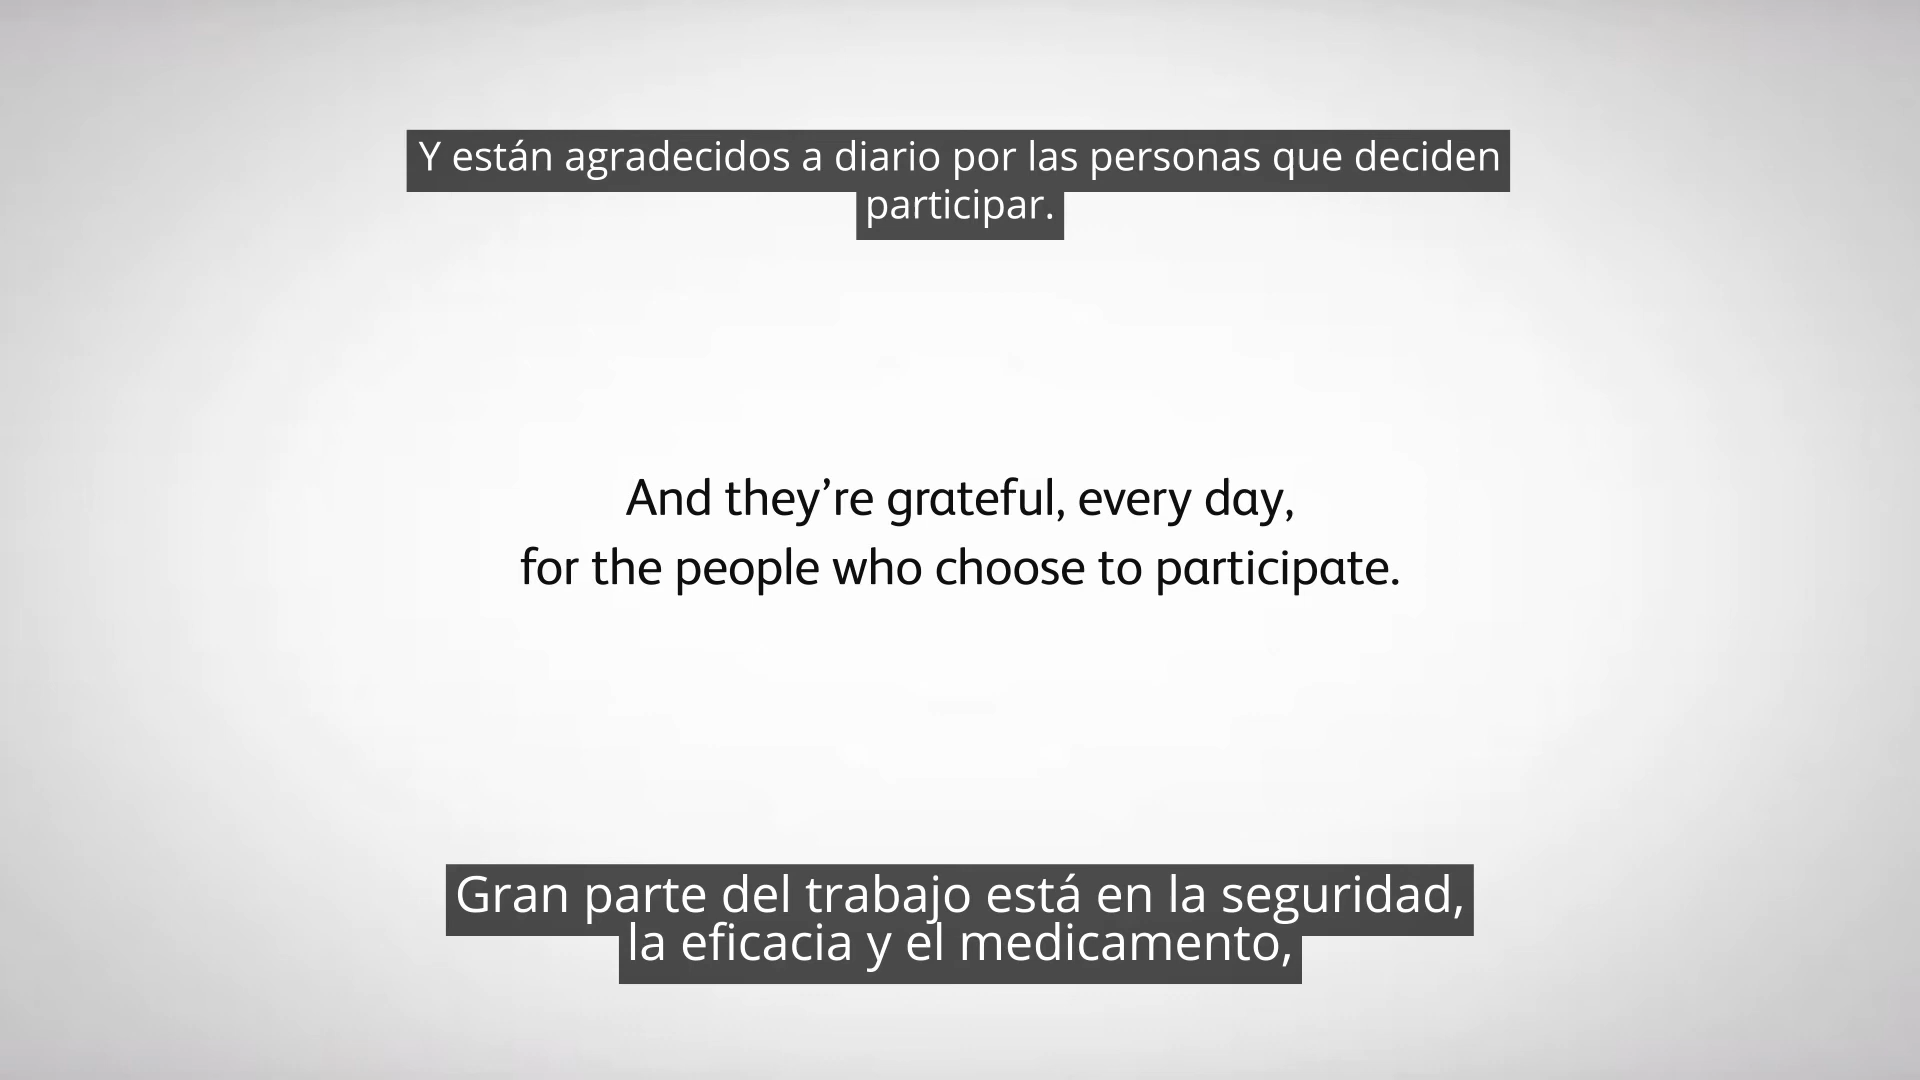 Y están agradecidos a diario por las personas que deciden
participar.
And they’re grateful, every day,
for the people who choose to participate.
Gran parte del trabajo está en la seguridad,
la eficacia y el medicamento,